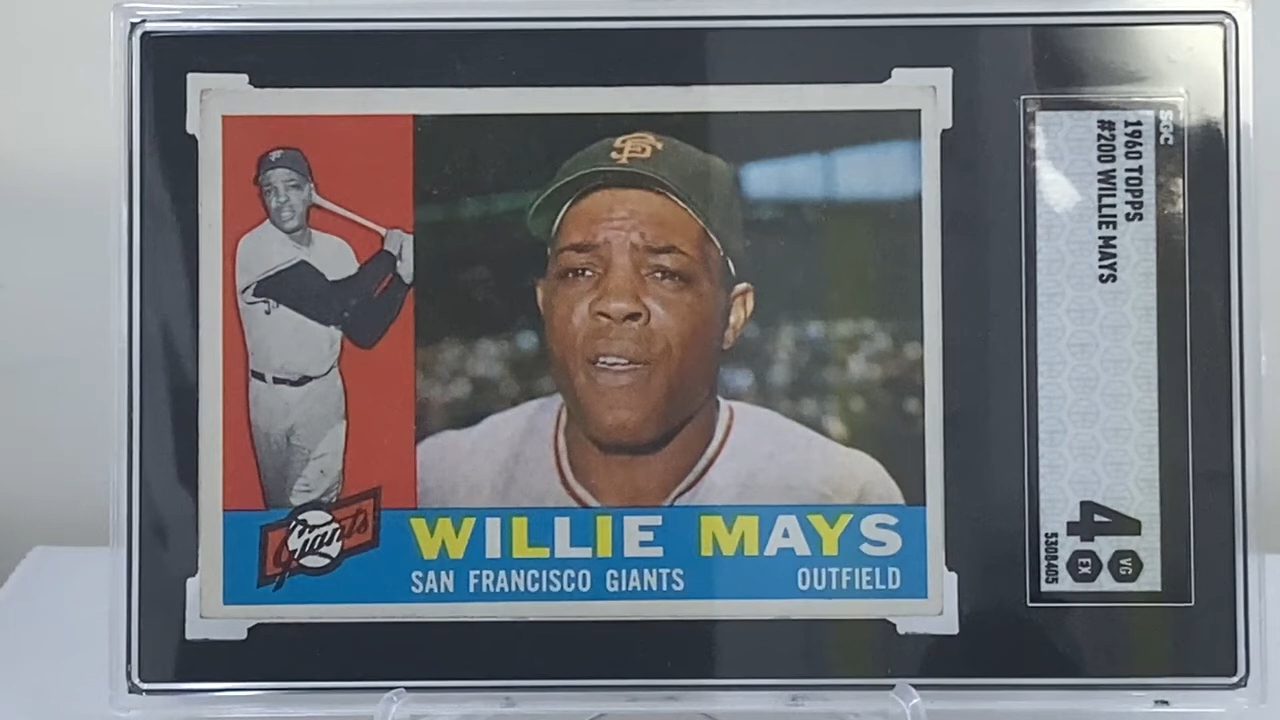 SF
Giants
WILLIE MAYS
SAN FRANCISCO GIANTS OUTFIELD
SGC
1960 TOPPS
#200 WILLIE MAYS
4
VG
EX
5308405